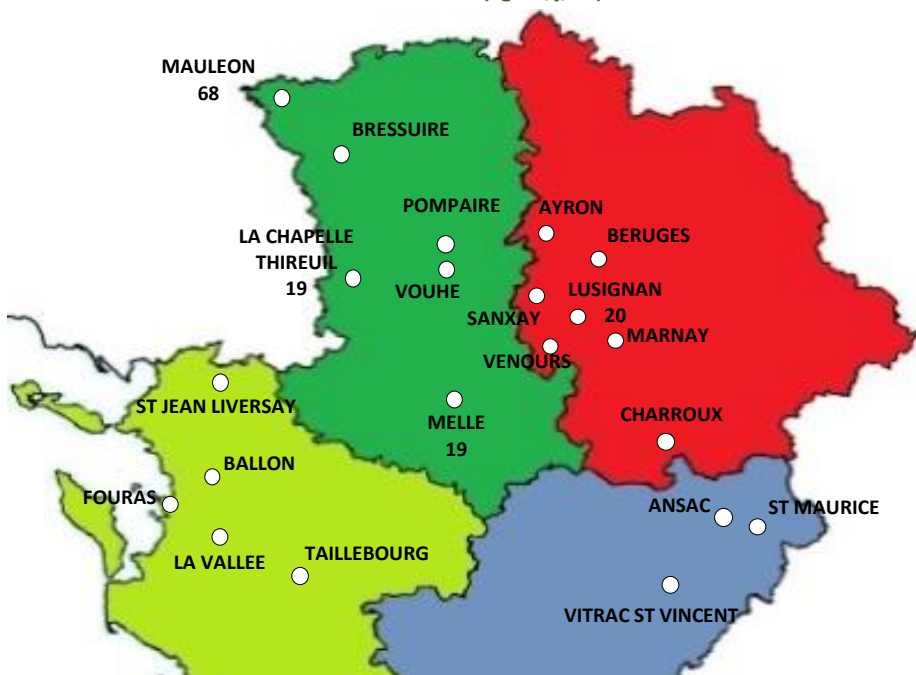 MAULEON
68
BRESSUIRE
POMPAIRE
AYRON
LA CHAPELLE
THIREUIL
19
BERUGES
VOUHE
LUSIGNAN
20
SANXAY
MARNAY
VENOURS
ST JEAN LIVERSAY
MELLE
19
CHARROUX
BALLON
FOURAS
ANSAC
ST MAURICE
LA VALLEE
TAILLEBOURG
VITRAC ST VINCENT